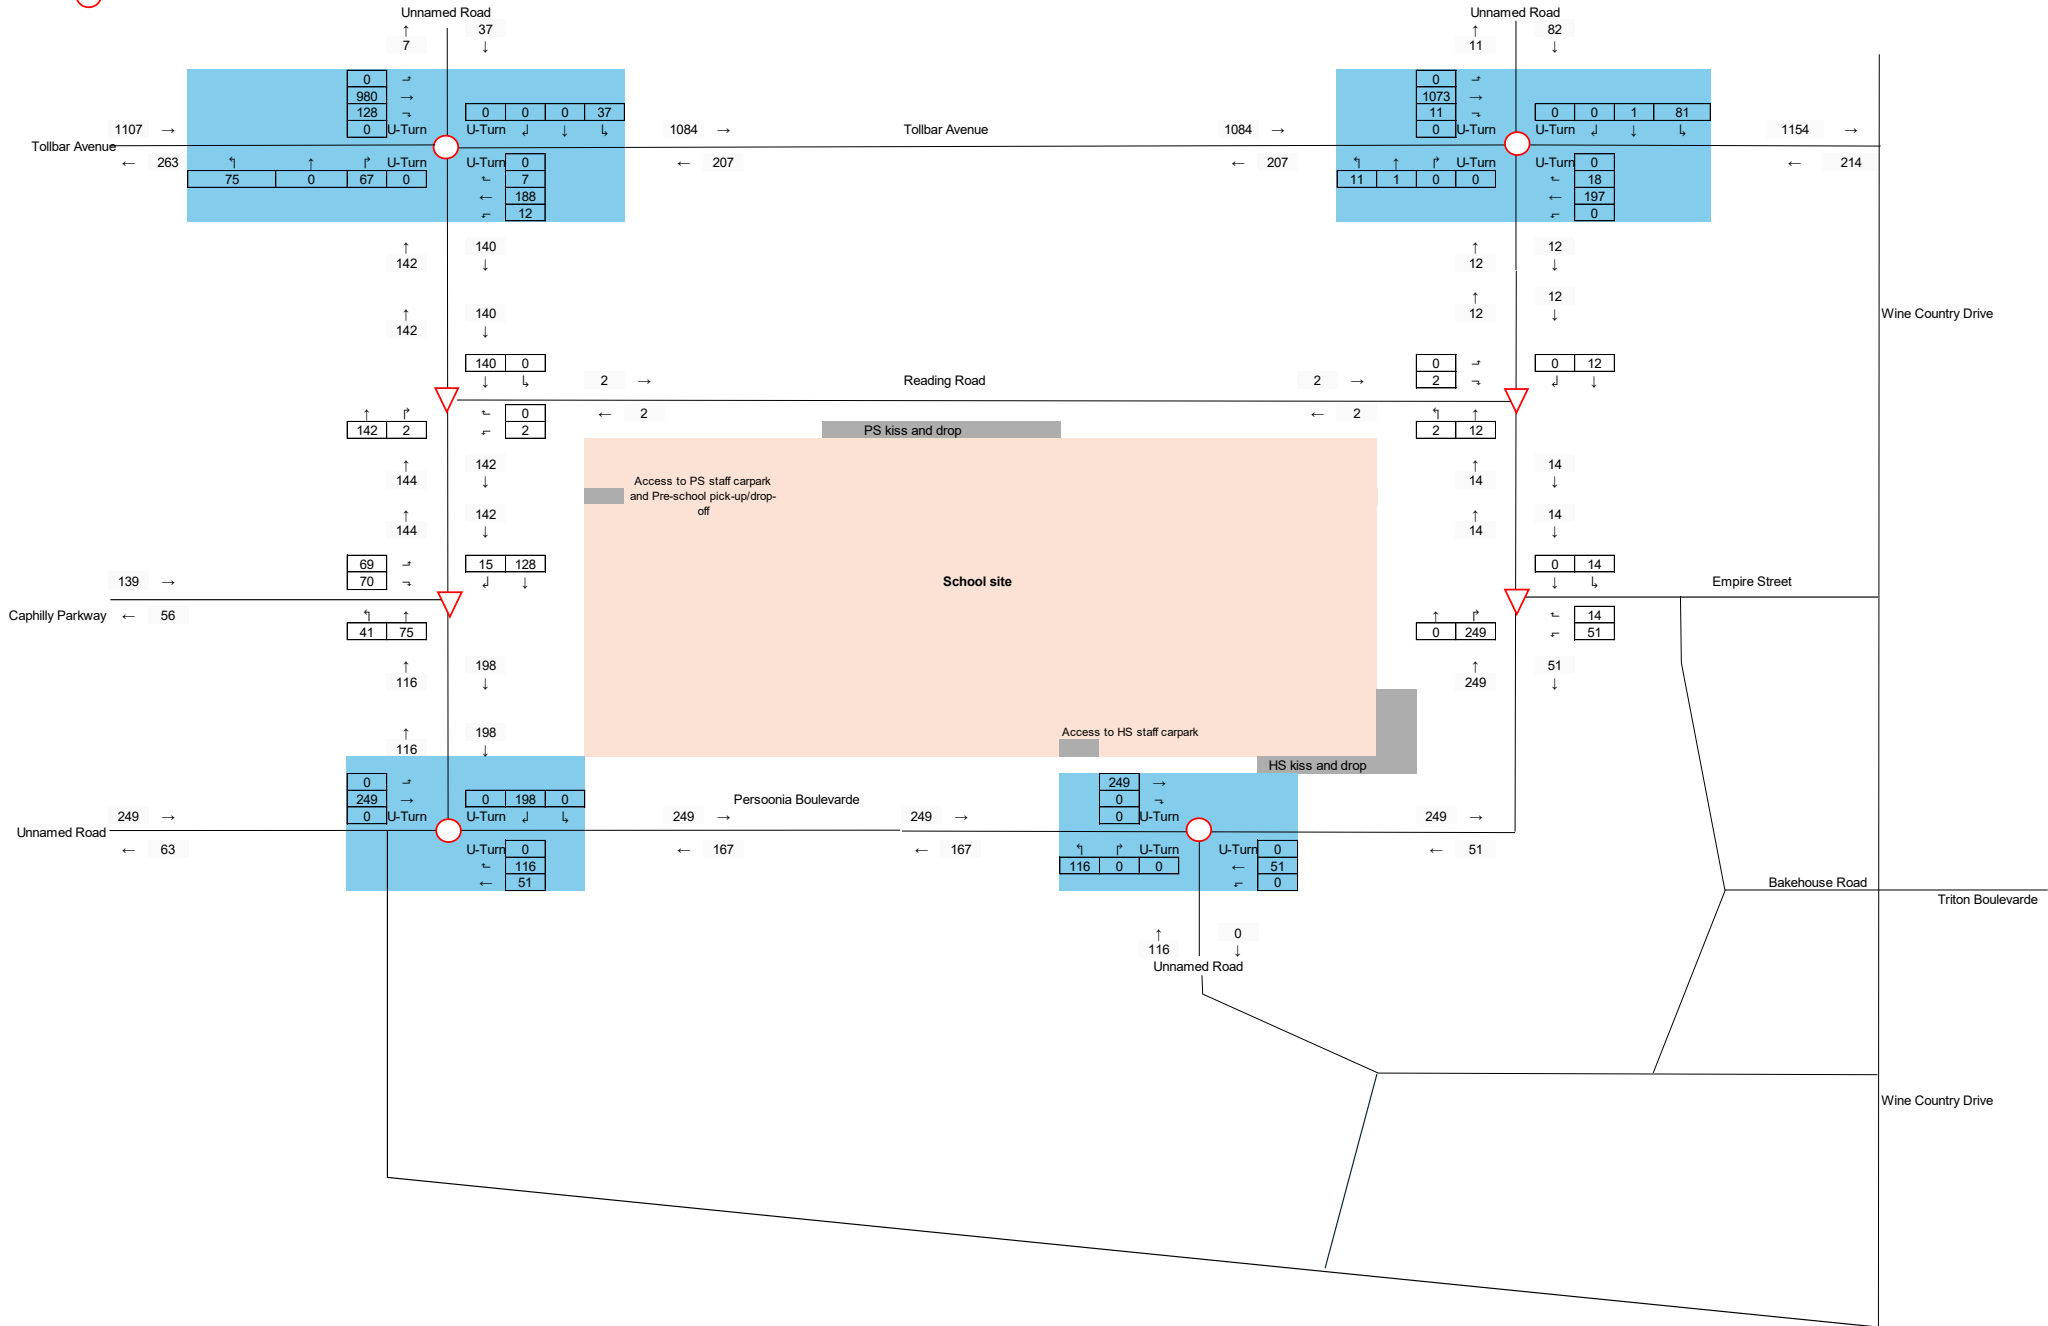 Unnamed Road
Unnamed Road
↑ 37
7 ↓
↑ 82
11 ↓
0 ⬏
980 →
128 ⬎
0 U-Turn
0 0 0 37
U-Turn ↲ ↓ ↳
0 ⬏
1073 →
11 ⬎
0 U-Turn
0 0 1 81
U-Turn ↲ ↓ ↳
1107 →
1084 →
Tollbar Avenue
1084 →
1154 →
Tollbar Avenue
← 263
← 207
← 207
← 214
↰ ↑ ↱ U-Turn
75 0 67 0
U-Turn 0
⬑ 7
← 188
⬐ 12
↰ ↑ ↱ U-Turn
11 1 0 0
U-Turn 0
⬑ 18
← 197
⬐ 0
↑ 140
142 ↓
↑ 12
12 ↓
↑ 140
142 ↓
↑ 12
12 ↓
Wine Country Drive
140 0
↓ ↳
0 ⬏
2 ⬎
0 12
↲ ↓
2 →
Reading Road
2 →
← 2
← 2
↑ ↱
142 2
⬑ 0
⬐ 2
↰ ↑
2 12
PS kiss and drop
↑ 142
144 ↓
↑ 14
14 ↓
Access to PS staff carpark
and Pre-school pick-up/drop-
off
↑ 142
144 ↓
↑ 14
14 ↓
69 ⬏
70 ⬎
15 128
↲ ↓
0 14
↓ ↳
139 →
School site
Empire Street
Caphilly Parkway
← 56
↰ ↑
41 75
↑ ↱
0 249
⬑ 14
⬐ 51
↑ 198
116 ↓
↑ 51
249 ↓
↑ 198
116 ↓
Access to HS staff carpark
HS kiss and drop
0 ⬏
249 →
0 U-Turn
0 198 0
U-Turn ↲ ↳
249 →
0 ⬎
0 U-Turn
Persoonia Boulevarde
249 →
249 →
249 →
249 →
Unnamed Road
← 63
← 167
← 167
← 51
U-Turn 0
⬑ 116
← 51
↰ ↱ U-Turn
116 0 0
U-Turn 0
← 51
⬐ 0
Bakehouse Road
Triton Boulevarde
↑ 0
116 ↓
Unnamed Road
Wine Country Drive